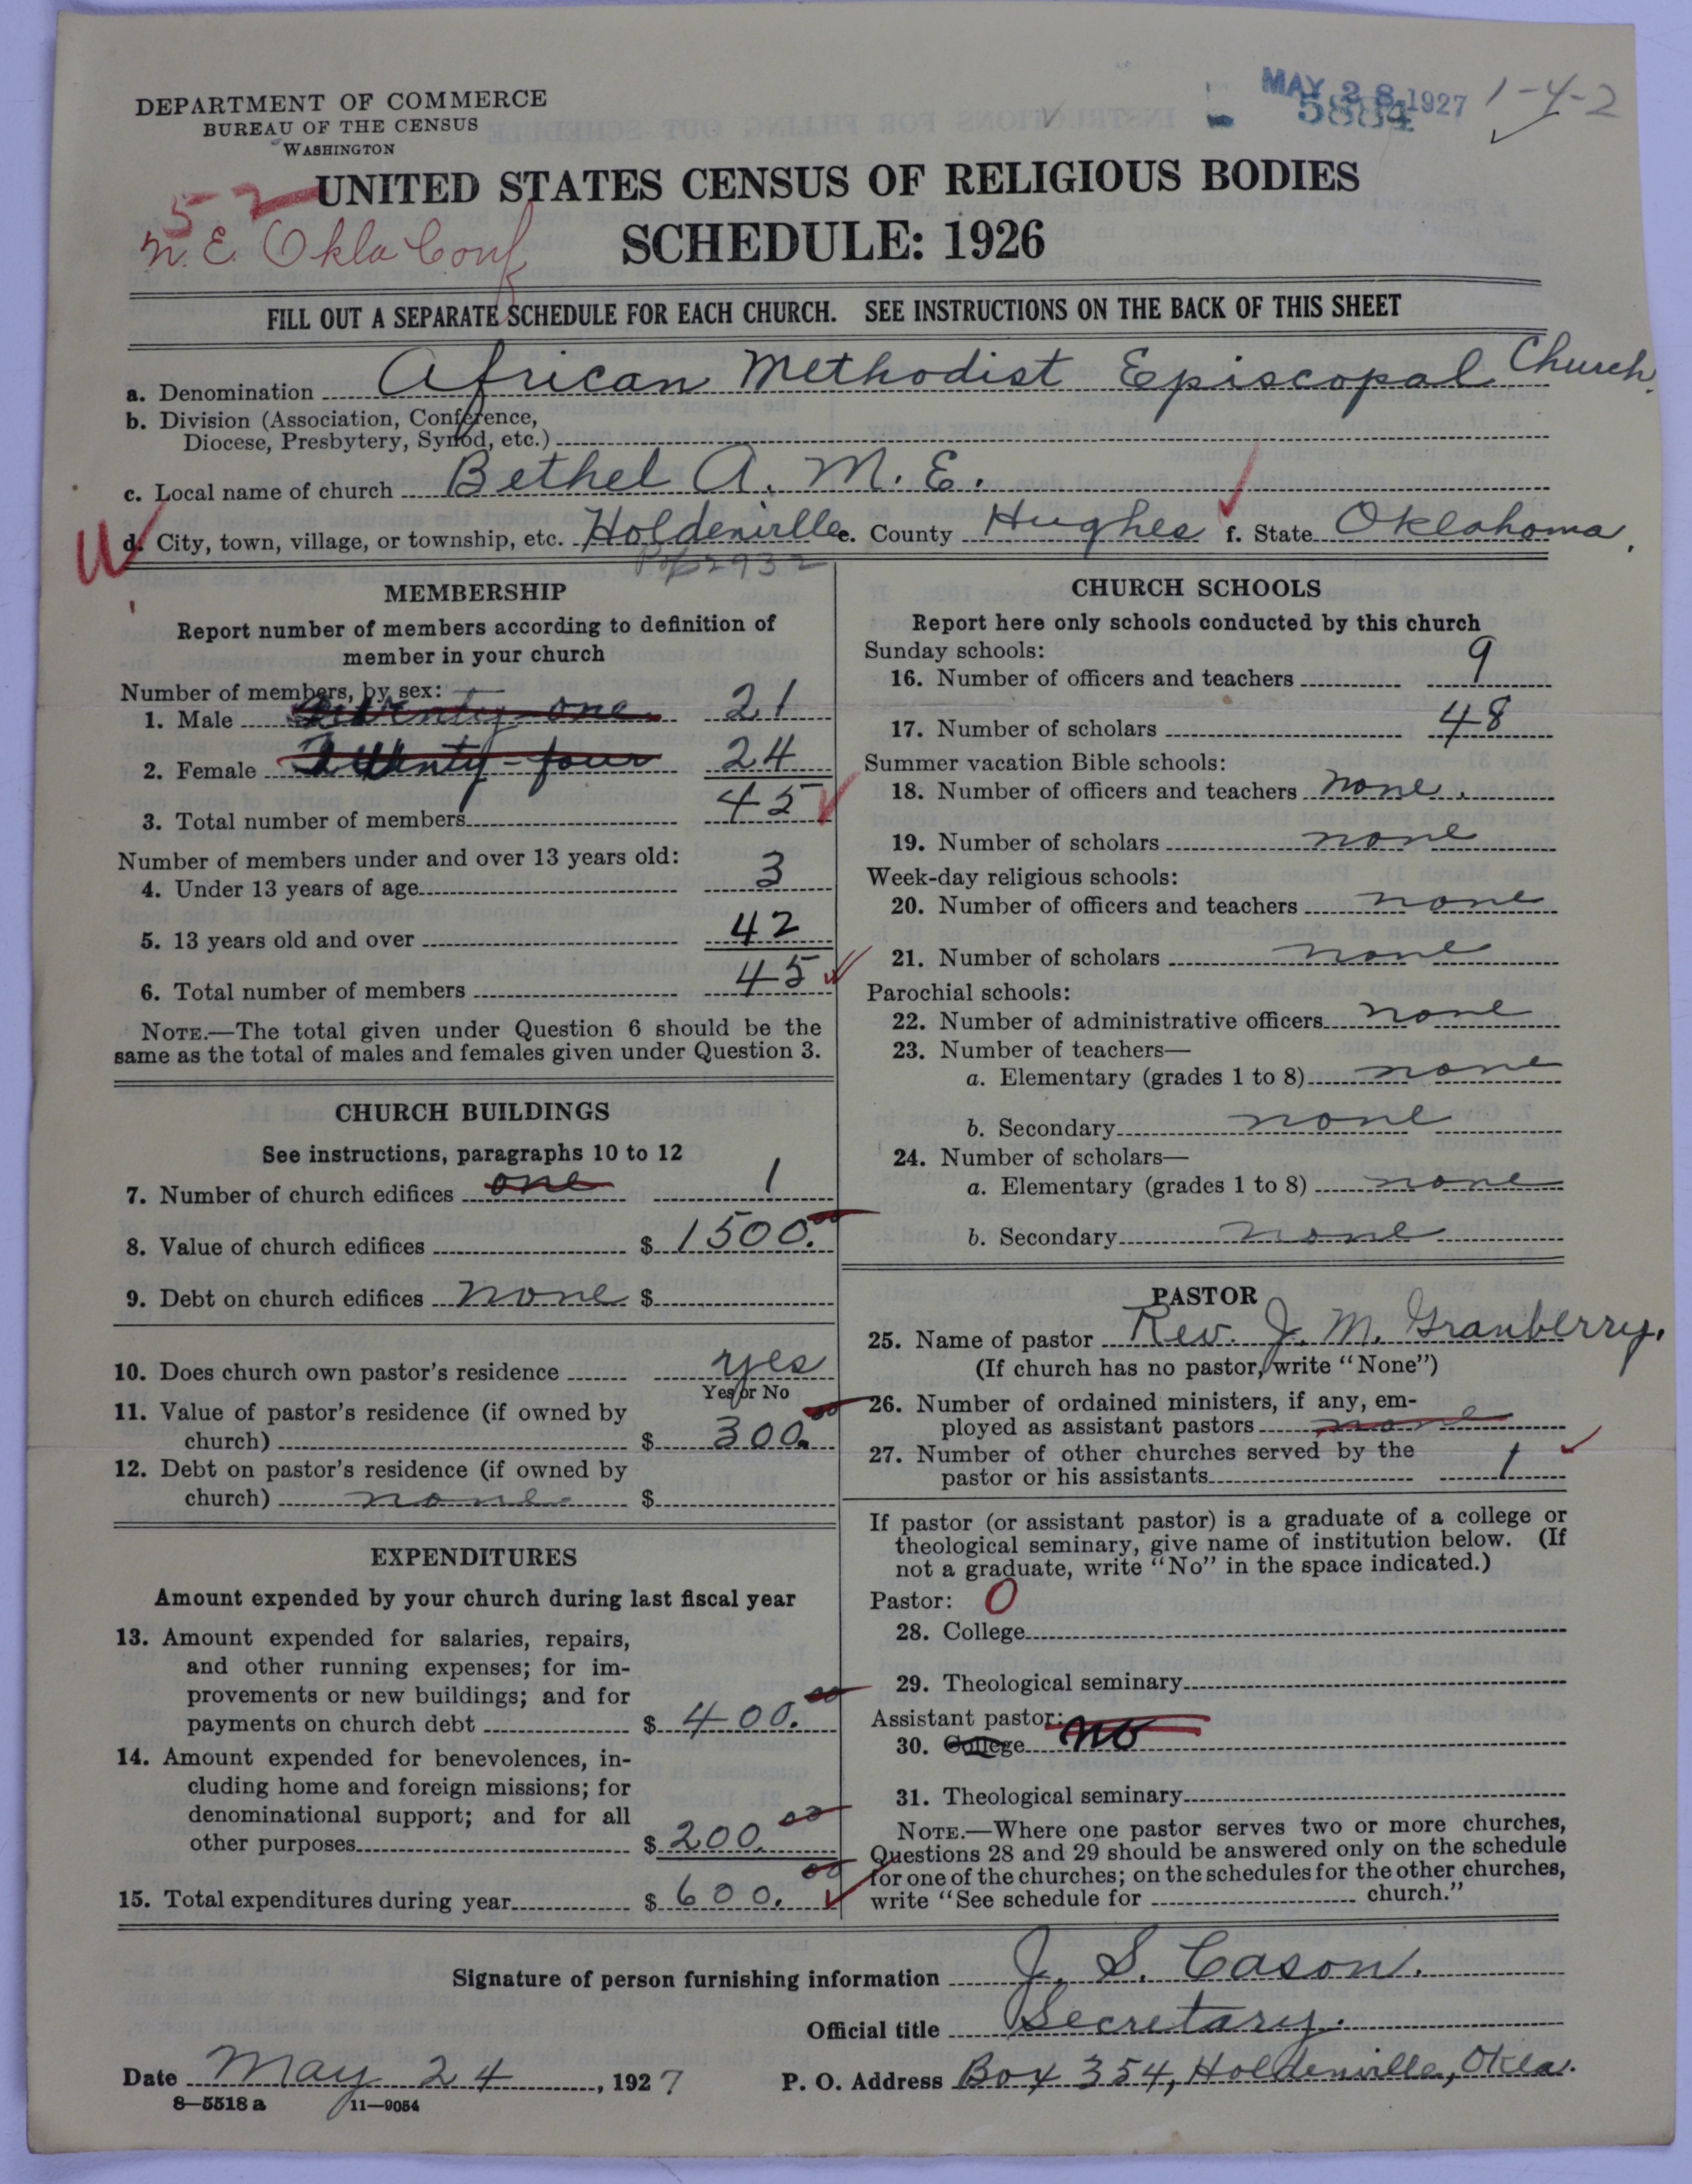 DEPARTMENT OF COMMERCE
BUREAU OF THE CENSUS
WASHINGTON
MAY 28 1927
5884
1-4-2
UNITED STATES CENSUS OF RELIGIOUS BODIES
52
N.E. Okla Conf
SCHEDULE: 1926
FILL OUT A SEPARATE SCHEDULE FOR EACH CHURCH. SEE INSTRUCTIONS ON THE BACK OF THIS SHEET
a. Denomination African Methodist Episcopal Church.
b. Division (Association, Conference,
Diocese, Presbytery, Synod, etc.)
c. Local name of church Bethel A. M. E.
d. City, town, village, or township, etc. Holdenville e. County Hughes f. State Oklahoma.
Pop 2932
MEMBERSHIP
Report number of members according to definition of
member in your church
Number of members, by sex:
1. Male Twenty-one 21
2. Female Twenty-four 24
3. Total number of members 45
Number of members under and over 13 years old:
4. Under 13 years of age 3
5. 13 years old and over 42
6. Total number of members 45
NOTE.—The total given under Question 6 should be the
same as the total of males and females given under Question 3.
CHURCH BUILDINGS
See instructions, paragraphs 10 to 12
7. Number of church edifices one 1
8. Value of church edifices $ 1500.00
9. Debt on church edifices none $
10. Does church own pastor's residence yes
Yes or No
11. Value of pastor's residence (if owned by
church) $ 300.00
12. Debt on pastor's residence (if owned by
church) none $
EXPENDITURES
Amount expended by your church during last fiscal year
13. Amount expended for salaries, repairs,
and other running expenses; for im-
provements or new buildings; and for
payments on church debt $ 400.00
14. Amount expended for benevolences, in-
cluding home and foreign missions; for
denominational support; and for all
other purposes $ 200.00
15. Total expenditures during year $ 600.00
CHURCH SCHOOLS
Report here only schools conducted by this church
Sunday schools:
16. Number of officers and teachers 9
17. Number of scholars 48
Summer vacation Bible schools:
18. Number of officers and teachers none.
19. Number of scholars none
Week-day religious schools:
20. Number of officers and teachers none
21. Number of scholars none
Parochial schools:
22. Number of administrative officers none
23. Number of teachers—
a. Elementary (grades 1 to 8) none
b. Secondary none
24. Number of scholars—
a. Elementary (grades 1 to 8) none
b. Secondary none
PASTOR
25. Name of pastor Rev. J. M. Granberry.
(If church has no pastor, write "None")
26. Number of ordained ministers, if any, em-
ployed as assistant pastors none
27. Number of other churches served by the
pastor or his assistants 1
If pastor (or assistant pastor) is a graduate of a college or
theological seminary, give name of institution below. (If
not a graduate, write "No" in the space indicated.)
Pastor: 0
28. College
29. Theological seminary
Assistant pastor:
30. College No
31. Theological seminary
NOTE.—Where one pastor serves two or more churches,
Questions 28 and 29 should be answered only on the schedule
for one of the churches; on the schedules for the other churches,
write "See schedule for church."
Signature of person furnishing information J. S. Cason.
Official title Secretary.
Date May 24, 1927 P. O. Address Box 354, Holdenville, Okla.
8—5518 a 11—9054